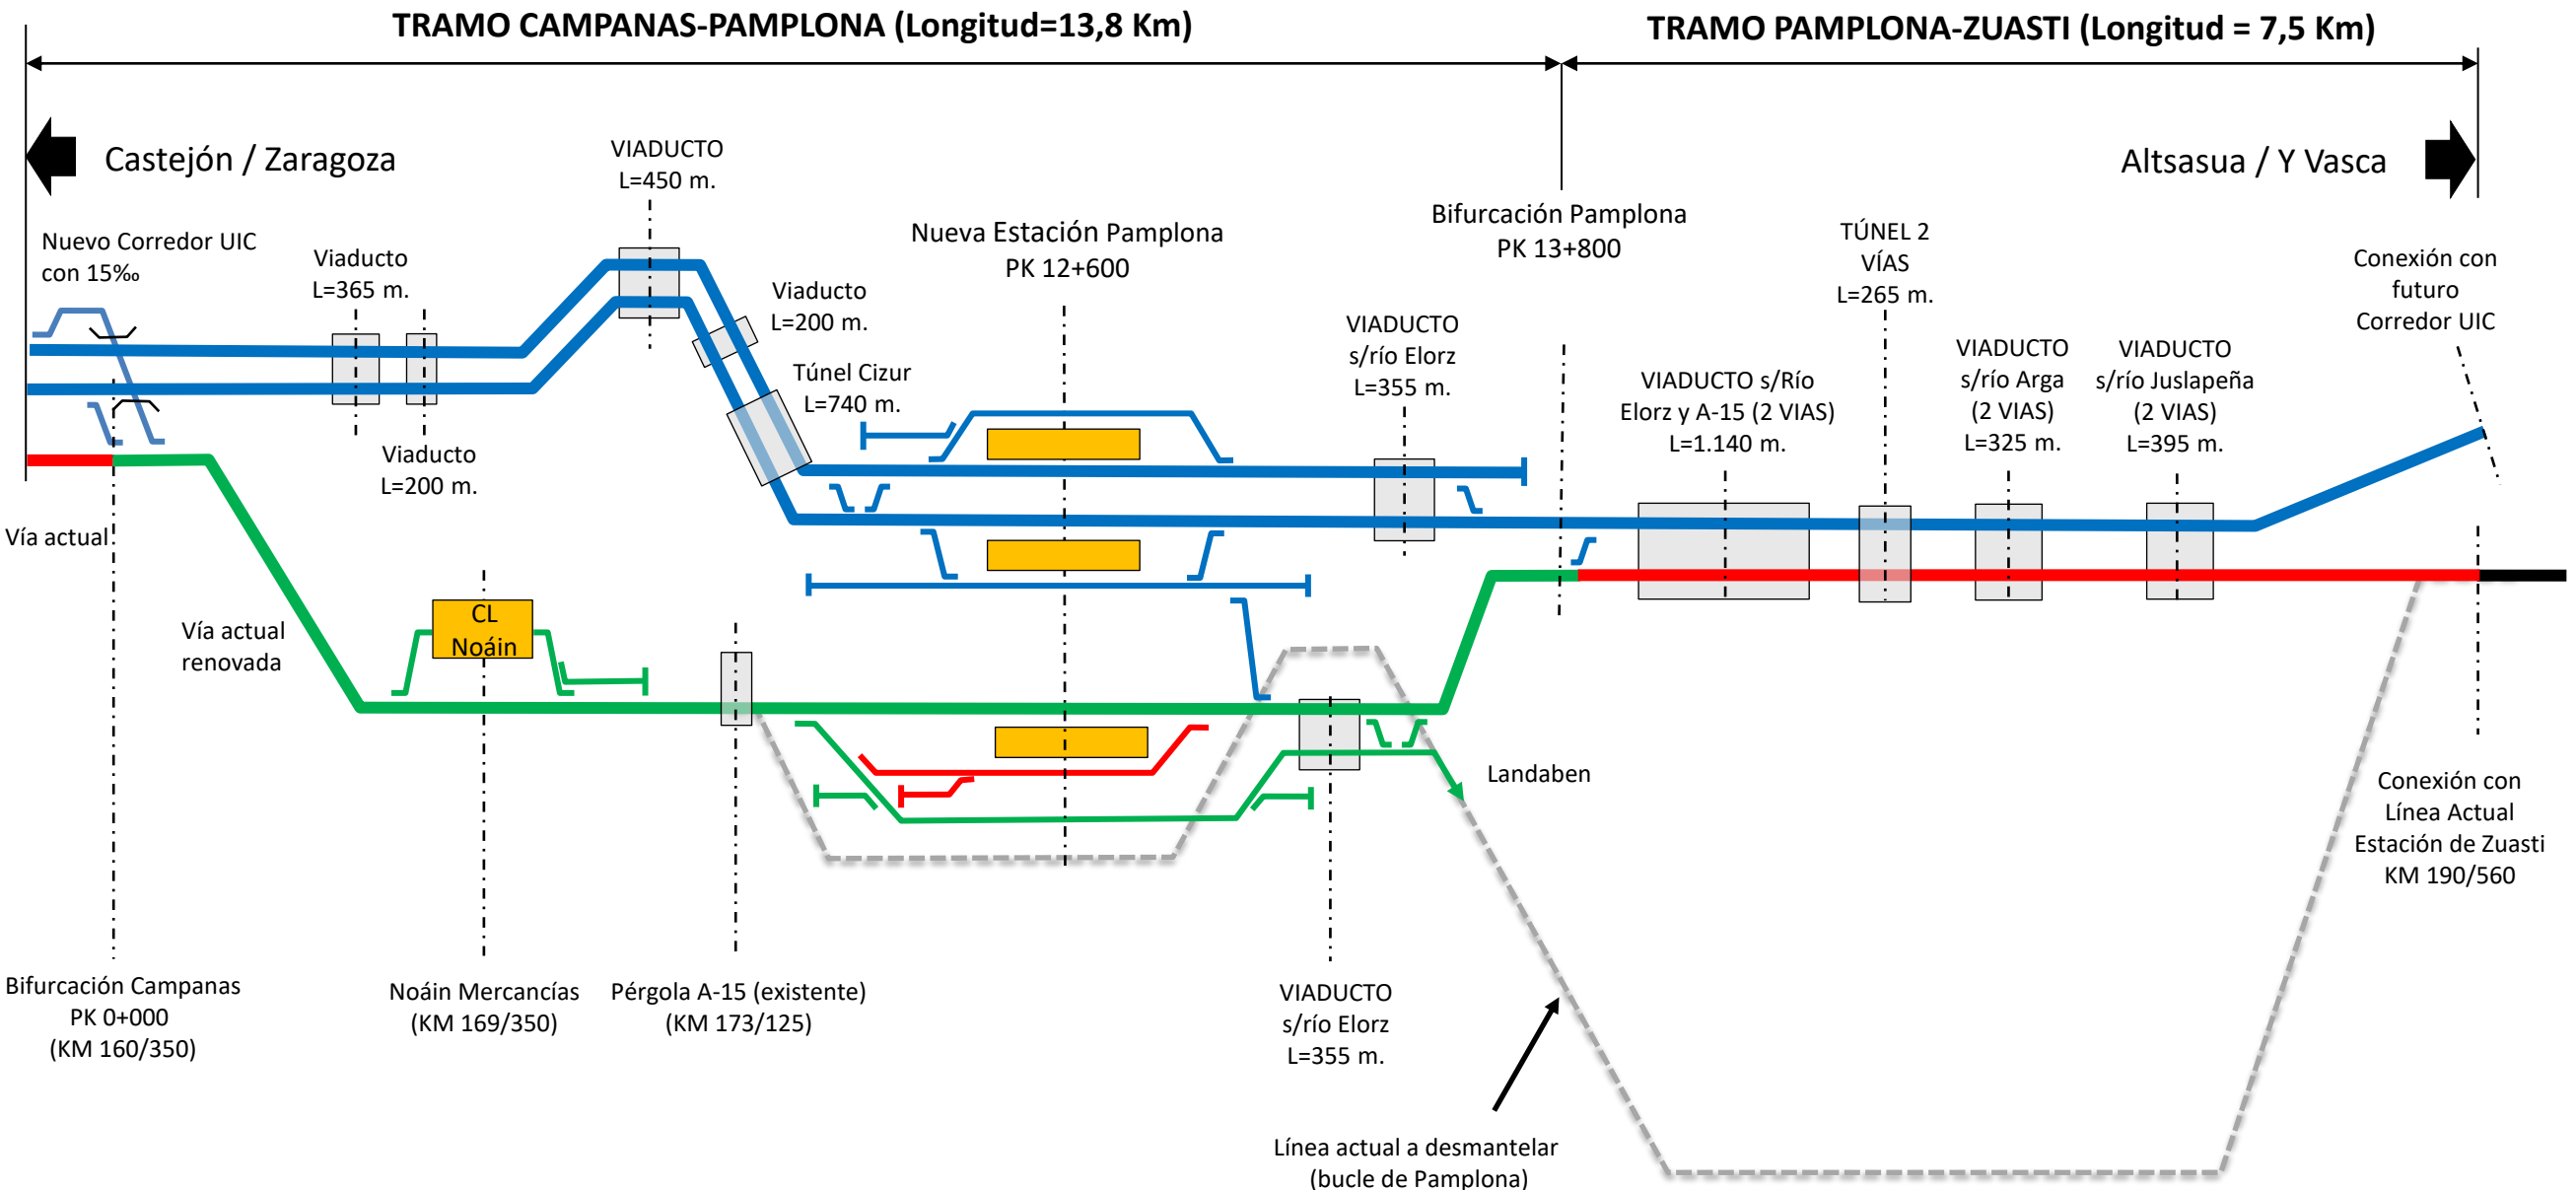 TRAMO CAMPANAS-PAMPLONA (Longitud=13,8 Km)
TRAMO PAMPLONA-ZUASTI (Longitud = 7,5 Km)
Castejón / Zaragoza
Altsasua / Y Vasca
VIADUCTO
L=450 m.
Nuevo Corredor UIC
con 15‰
Viaducto
L=365 m.
Viaducto
L=200 m.
Viaducto
L=200 m.
Túnel Cizur
L=740 m.
Nueva Estación Pamplona
PK 12+600
VIADUCTO
s/río Elorz
L=355 m.
Bifurcación Pamplona
PK 13+800
VIADUCTO s/Río
Elorz y A-15 (2 VIAS)
L=1.140 m.
TÚNEL 2
VÍAS
L=265 m.
VIADUCTO
s/río Arga
(2 VIAS)
L=325 m.
VIADUCTO
s/río Juslapeña
(2 VIAS)
L=395 m.
Conexión con
futuro
Corredor UIC
Vía actual
Vía actual
renovada
CL
Noáin
Landaben
Conexión con
Línea Actual
Estación de Zuasti
KM 190/560
Bifurcación Campanas
PK 0+000
(KM 160/350)
Noáin Mercancías
(KM 169/350)
Pérgola A-15 (existente)
(KM 173/125)
VIADUCTO
s/río Elorz
L=355 m.
Línea actual a desmantelar
(bucle de Pamplona)